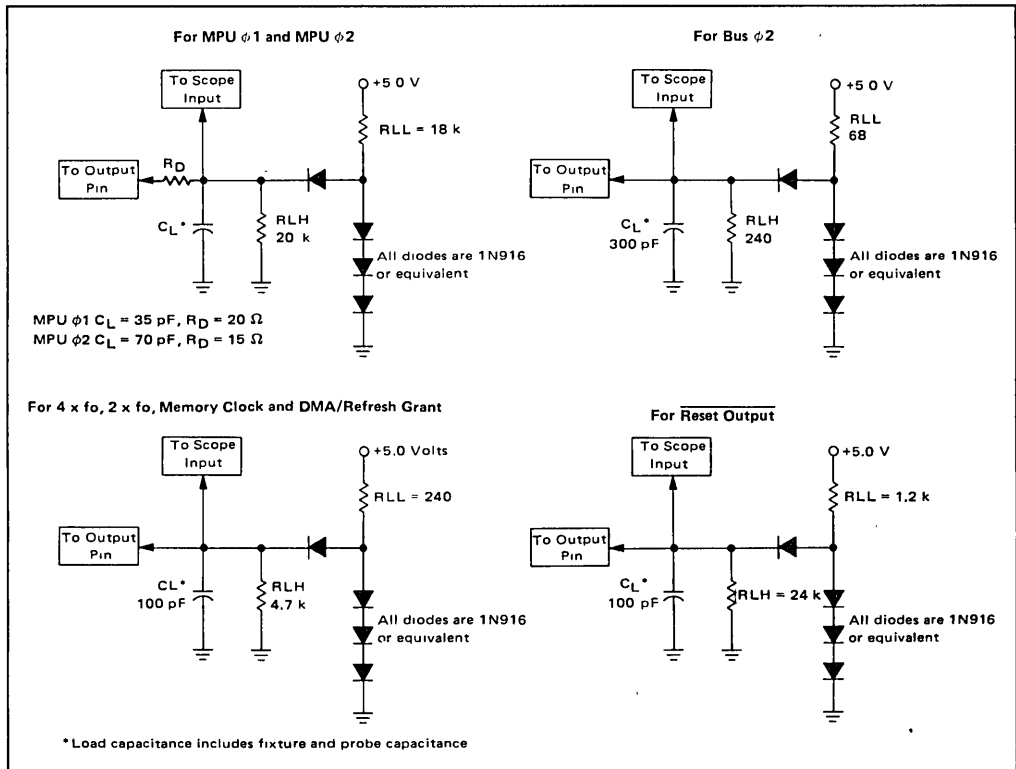 For MPU ϕ1 and MPU ϕ2
To Scope
Input
+5 0 V
RLL = 18 k
To Output
Pin
RD
CL*
RLH
20 k
All diodes are 1N916
or equivalent
MPU ϕ1 CL = 35 pF, RD = 20 Ω
MPU ϕ2 CL = 70 pF, RD = 15 Ω
For Bus ϕ2
To Scope
Input
+5 0 V
RLL
68
To Output
Pin
CL*
300 pF
RLH
240
All diodes are 1N916
or equivalent
For 4 x fo, 2 x fo, Memory Clock and DMA/Refresh Grant
To Scope
Input
+5.0 Volts
RLL = 240
To Output
Pin
CL*
100 pF
RLH
4.7 k
All diodes are 1N916
or equivalent
For Reset Output
To Scope
Input
+5.0 V
RLL = 1.2 k
To Output
Pin
CL*
100 pF
RLH = 24 k
All diodes are 1N916
or equivalent
*Load capacitance includes fixture and probe capacitance